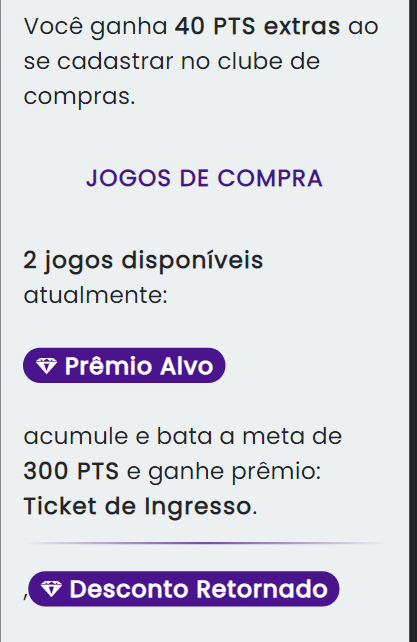 Você ganha 40 PTS extras ao
se cadastrar no clube de
compras.
JOGOS DE COMPRA
2 jogos disponíveis
atualmente:
Prêmio Alvo
acumule e bata a meta de
300 PTS e ganhe prêmio:
Ticket de Ingresso.
, Desconto Retornado